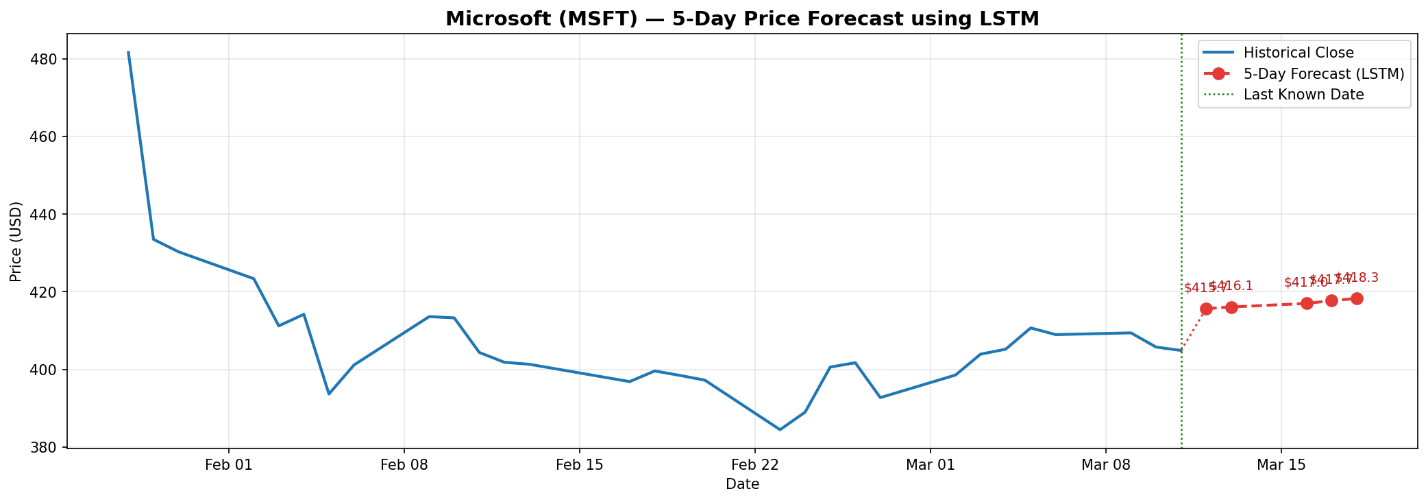 Microsoft (MSFT) — 5-Day Price Forecast using LSTM
Historical Close
5-Day Forecast (LSTM)
Last Known Date
Price (USD)
480
460
440
420
400
380
$416.1
$418.3
Feb 01
Feb 08
Feb 15
Feb 22
Mar 01
Mar 08
Mar 15
Date